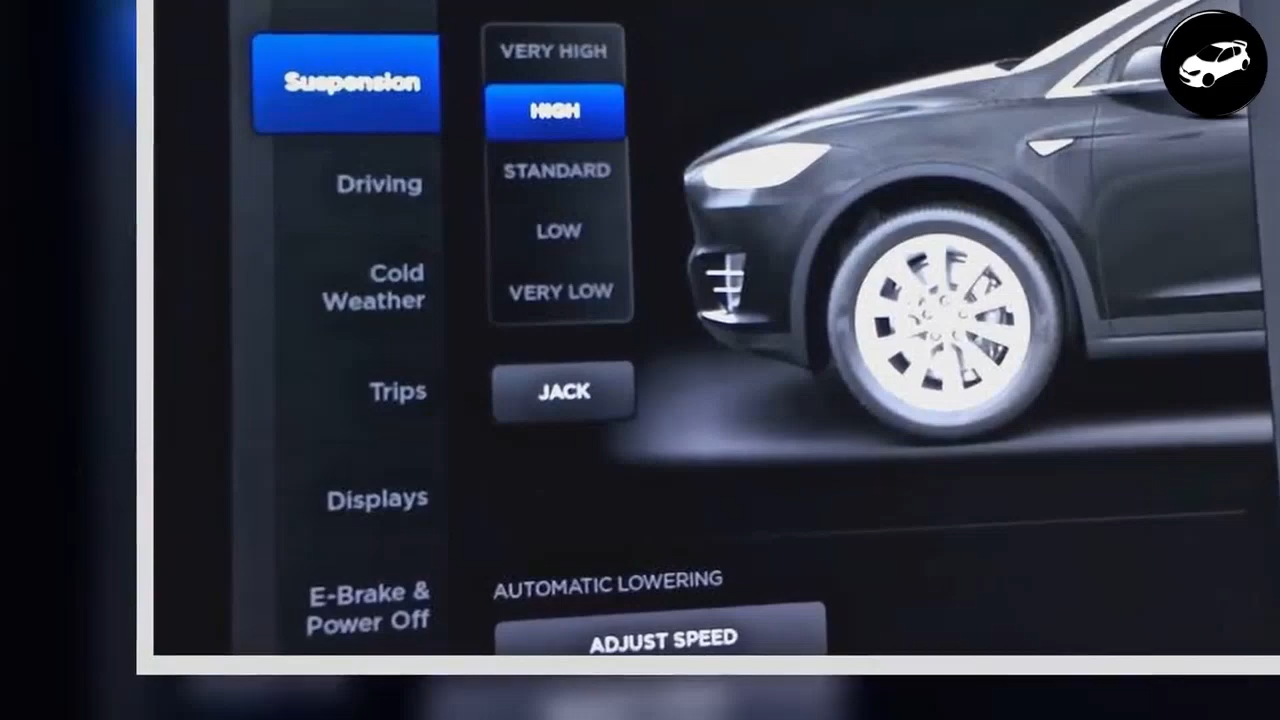 Suspension
Driving
Cold
Weather
Trips
Displays
E-Brake &
Power Off
VERY HIGH
HIGH
STANDARD
LOW
VERY LOW
JACK
AUTOMATIC LOWERING
ADJUST SPEED